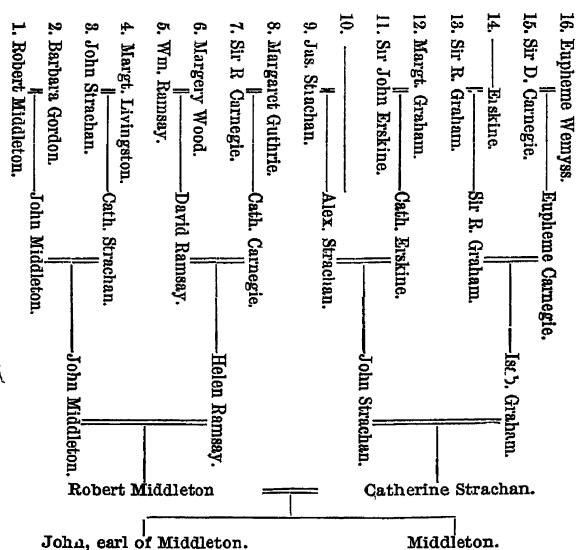 1. Robert Middleton.
2. Barbara Gordon.
3. John Strachan.
4. Margt. Livingston.
5. Wm. Ramsay.
6. Margery Wood.
7. Sir R Carnegie.
8. Margaret Guthrie.
9. Jas. Strachan.
10.
11. Sir John Erskine.
12. Margt. Graham.
13. Sir R. Graham.
14. Erskine.
15. Sir D. Carnegie.
16. Eupheme Wemyss.
John Middleton.
Cath. Strachan.
David Ramsay.
Cath. Carnegie.
Alex. Strachan.
Cath. Erskine.
Sir R. Graham.
Eupheme Carnegie.
John Middleton.
Helen Ramsay.
John Strachan.
Graham.
Robert Middleton
Catherine Strachan.
John, earl of Middleton.
Middleton.